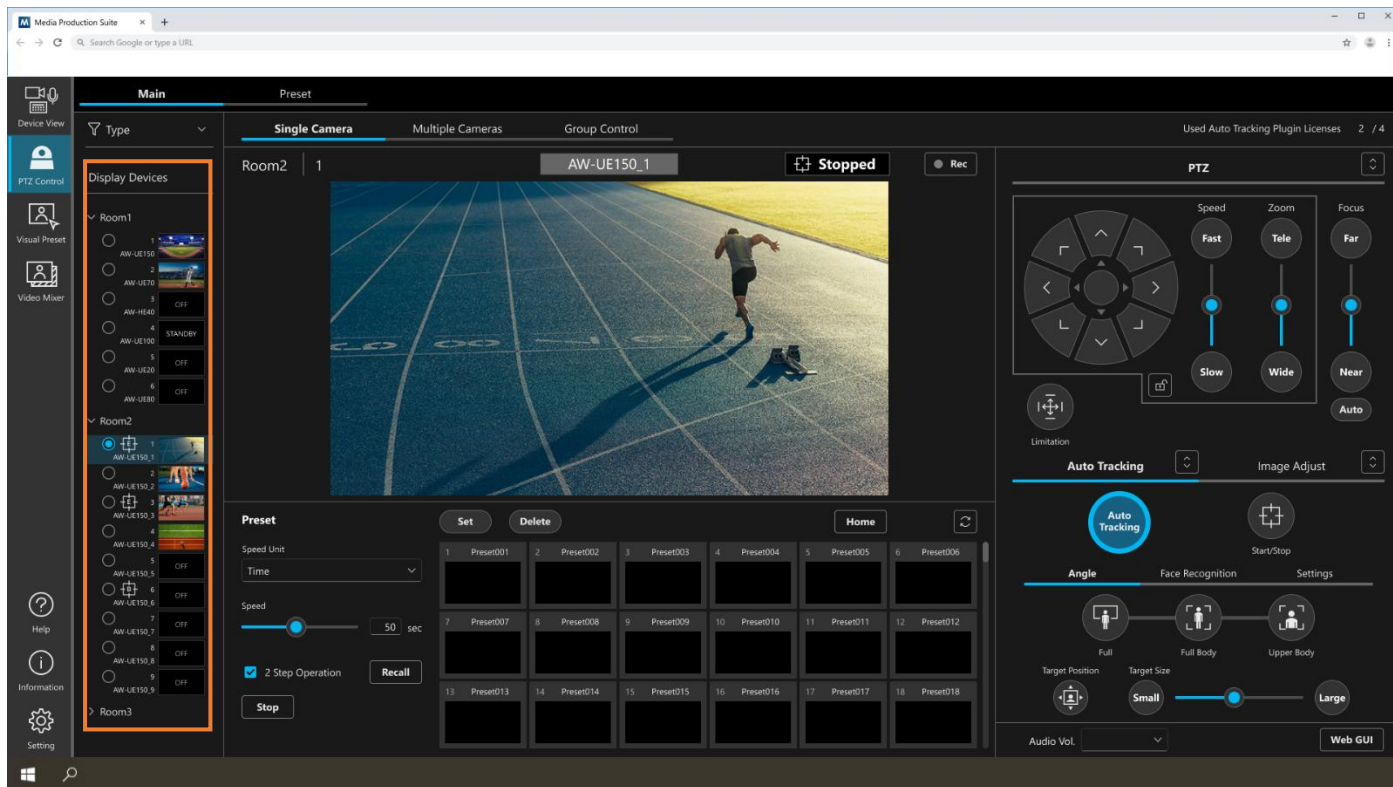 Media Production Suite
Search Google or type a URL
Device View
PTZ Control
Visual Preset
Video Mixer
Help
Information
Setting
Main
Preset
Type
Display Devices
Room1
1
AW-UE150
2
AW-UE70
3
AW-HE40
OFF
4
AW-UE100
STANDBY
5
AW-UE20
OFF
6
AW-UE80
OFF
Room2
E
1
AW-UE150_1
2
AW-UE150_2
E
3
AW-UE150_3
4
AW-UE150_4
5
AW-UE150_5
OFF
6
AW-UE150_6
OFF
7
AW-UE150_7
OFF
8
AW-UE150_8
OFF
9
AW-UE150_9
OFF
Room3
Single Camera
Multiple Cameras
Group Control
Used Auto Tracking Plugin Licenses 2 / 4
Room2 1
AW-UE150_1
Stopped
Rec
Preset
Set
Delete
Home
Speed Unit
Time
Speed
50 sec
2 Step Operation
Recall
Stop
1 Preset001
2 Preset002
3 Preset003
4 Preset004
5 Preset005
6 Preset006
7 Preset007
8 Preset008
9 Preset009
10 Preset010
11 Preset011
12 Preset012
13 Preset013
14 Preset014
15 Preset015
16 Preset016
17 Preset017
18 Preset018
PTZ
Speed
Zoom
Focus
Fast
Tele
Far
Slow
Wide
Near
Auto
Limitation
Auto Tracking
Image Adjust
Auto
Tracking
Start/Stop
Angle
Face Recognition
Settings
Full
Full Body
Upper Body
Target Position
Target Size
Small
Large
Audio Vol.
Web GUI